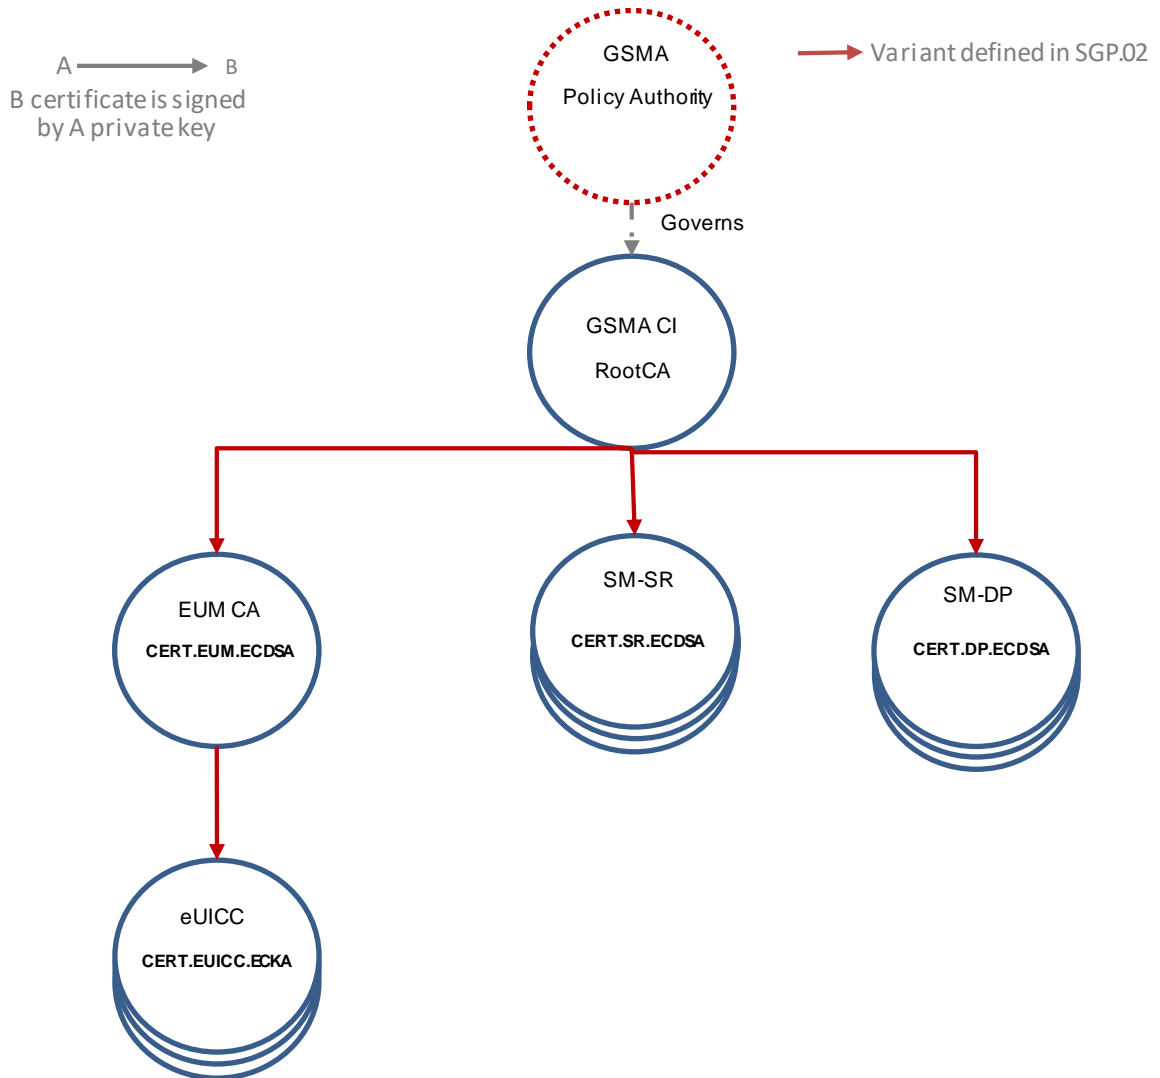 GSMA
Policy Authority
A B
B certificate is signed
by A private key
Variant defined in SGP.02
Governs
GSMA CI
RootCA
EUM CA
CERT.EUM.ECDSA
SM-SR
CERT.SR.ECDSA
SM-DP
CERT.DP.ECDSA
eUICC
CERT.EUICC.ECKA